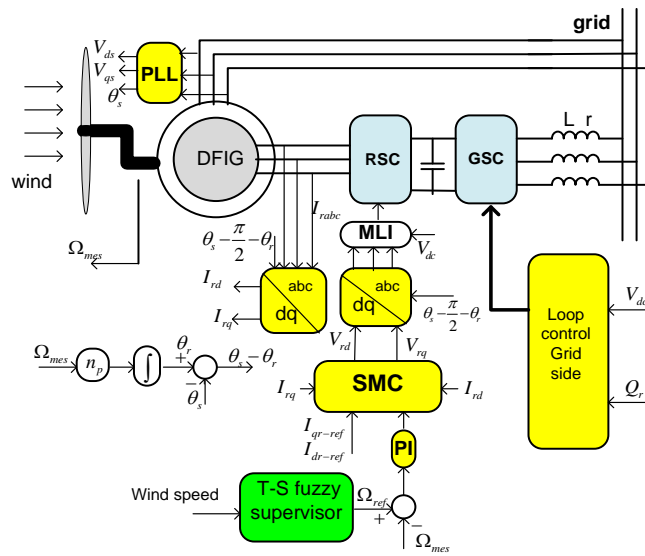 grid
V_ds
V_qs
θ_s
PLL
L r
DFIG
RSC
GSC
wind
I_rabc
MLI
V_dc
Ω_mes
θ_s − π/2 − θ_r
I_rd
I_rq
abc
dq
abc
dq
θ_s − π/2 − θ_r
V_dc
Loop
control
Grid
side
V_rd
V_rq
Ω_mes
n_p
∫
θ_r
+
−
θ_s
θ_s − θ_r
SMC
I_rq
I_rd
Q_r
I_qr−ref
I_dr−ref
PI
Wind speed
T-S fuzzy
supervisor
Ω_ref
+
−
Ω_mes